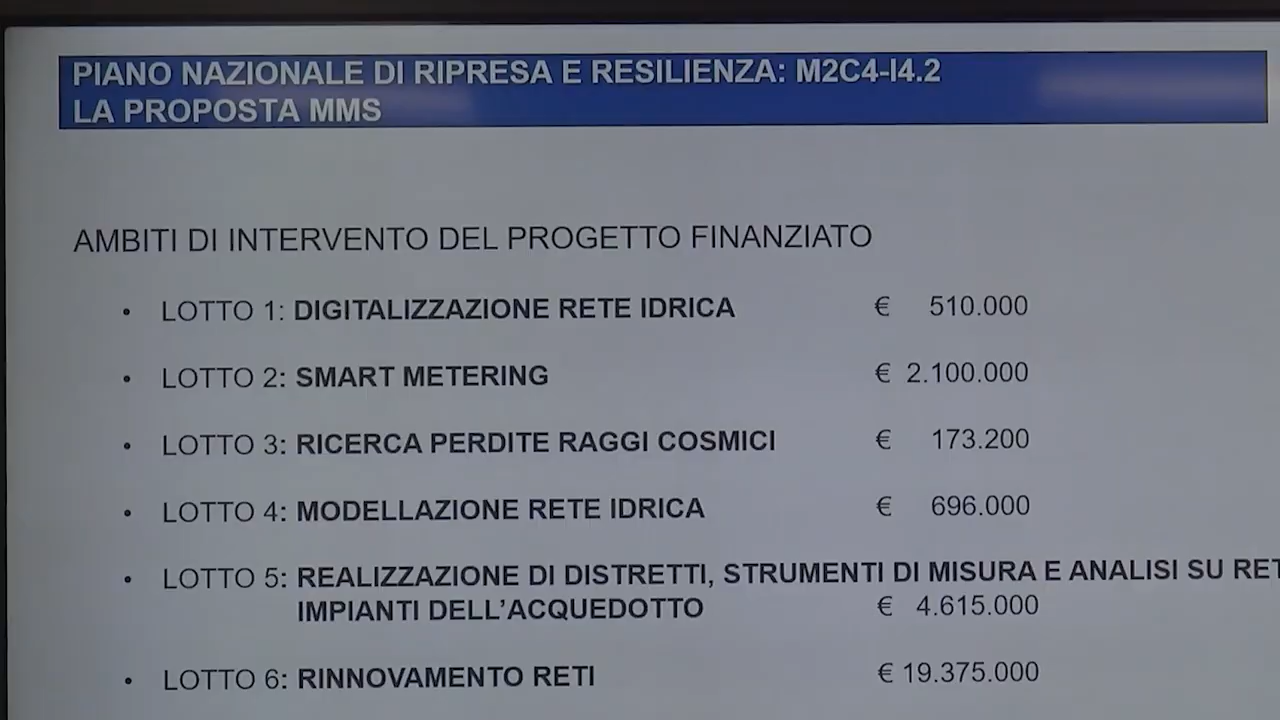 PIANO NAZIONALE DI RIPRESA E RESILIENZA: M2C4-I4.2
LA PROPOSTA MMS
AMBITI DI INTERVENTO DEL PROGETTO FINANZIATO
• LOTTO 1: DIGITALIZZAZIONE RETE IDRICA € 510.000
• LOTTO 2: SMART METERING € 2.100.000
• LOTTO 3: RICERCA PERDITE RAGGI COSMICI € 173.200
• LOTTO 4: MODELLAZIONE RETE IDRICA € 696.000
• LOTTO 5: REALIZZAZIONE DI DISTRETTI, STRUMENTI DI MISURA E ANALISI SU
IMPIANTI DELL'ACQUEDOTTO € 4.615.000
• LOTTO 6: RINNOVAMENTO RETI € 19.375.000